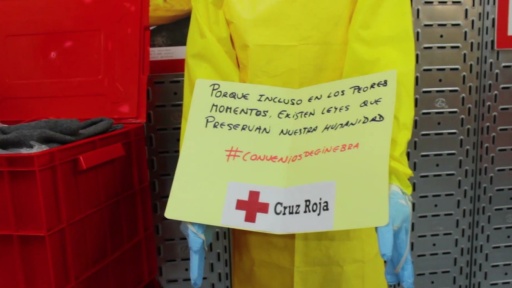 PORQUE INCLUSO EN LOS PEORES
MOMENTOS, EXISTEN LEYES QUE
PRESERVAN NUESTRA HUMANIDAD
#CONVENIOSDEGINEBRA
Cruz Roja